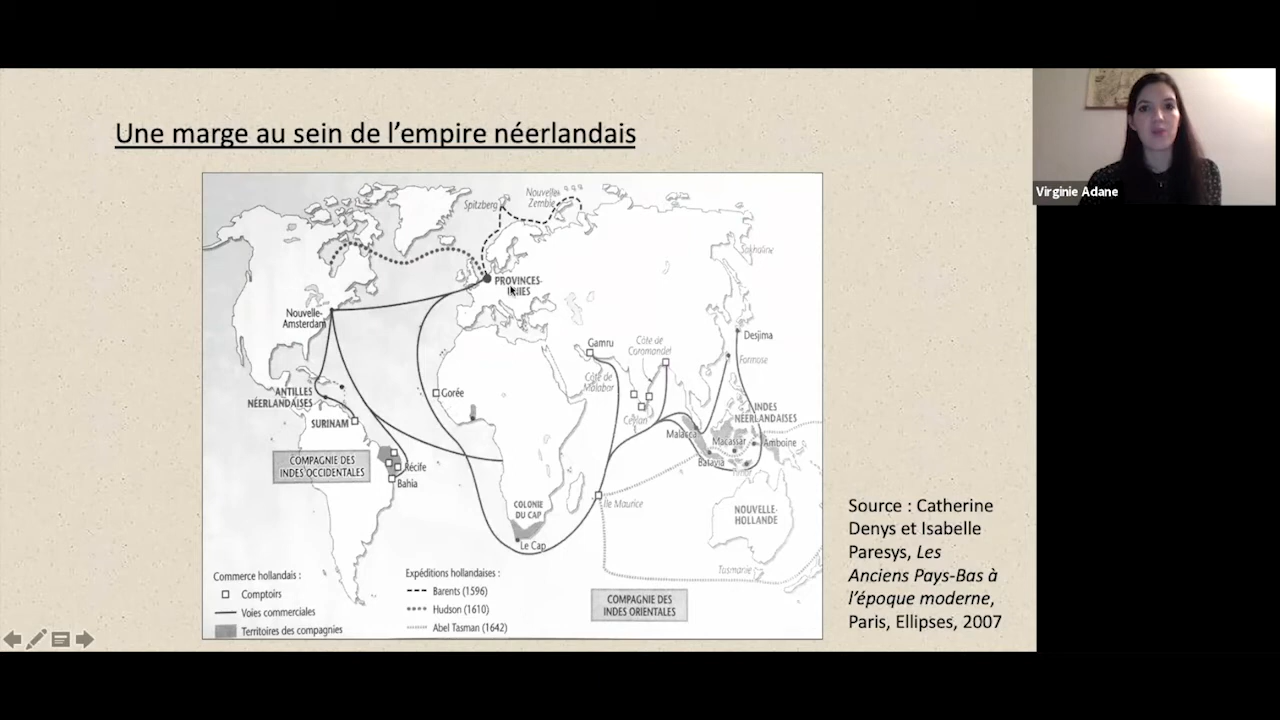 Une marge au sein de l'empire néerlandais
Virginie Adane
Spitzberg
Nouvelle
Zemble
Sakhaline
PROVINCES-
UNIES
Nouvelle-
Amsterdam
Desjima
Gamru
Côte de
Coromandel
Formose
Côte de
Malabar
Gorée
ANTILLES
NÉERLANDAISES
Ceylan
INDES
NÉERLANDAISES
SURINAM
Malacca
Macassar
Amboine
COMPAGNIE DES
INDES OCCIDENTALES
Récife
Batavia
Timor
Bahia
Île Maurice
COLONIE
DU CAP
NOUVELLE-
HOLLANDE
Le Cap
Tasmanie
Commerce hollandais :
Comptoirs
Voies commerciales
Territoires des compagnies
Expéditions hollandaises :
Barents (1596)
Hudson (1610)
Abel Tasman (1642)
COMPAGNIE DES
INDES ORIENTALES
Source : Catherine
Denys et Isabelle
Paresys, Les
Anciens Pays-Bas à
l'époque moderne,
Paris, Ellipses, 2007